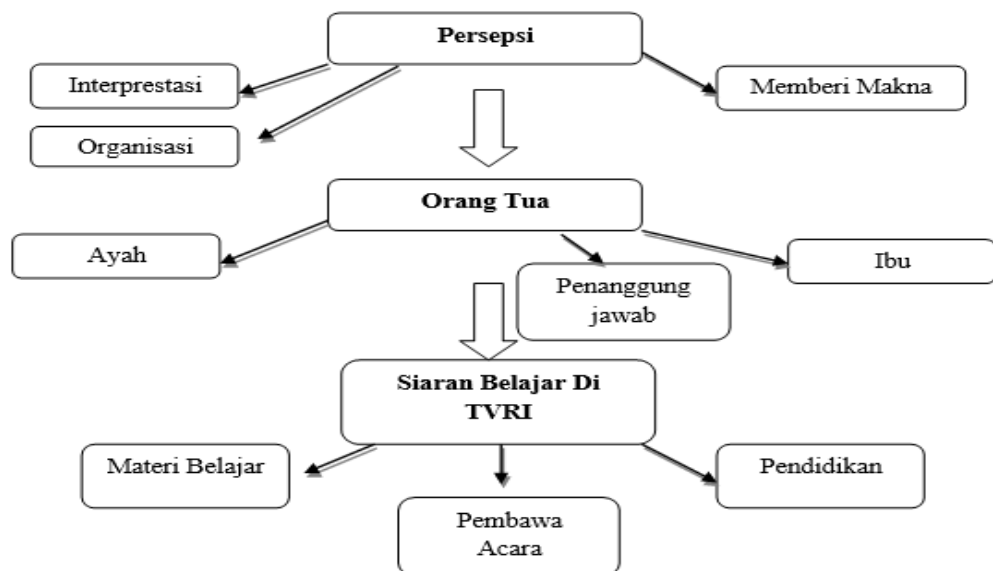 Persepsi
Interprestasi
Memberi Makna
Organisasi
Orang Tua
Ayah
Penanggung
jawab
Ibu
Siaran Belajar Di
TVRI
Materi Belajar
Pembawa
Acara
Pendidikan